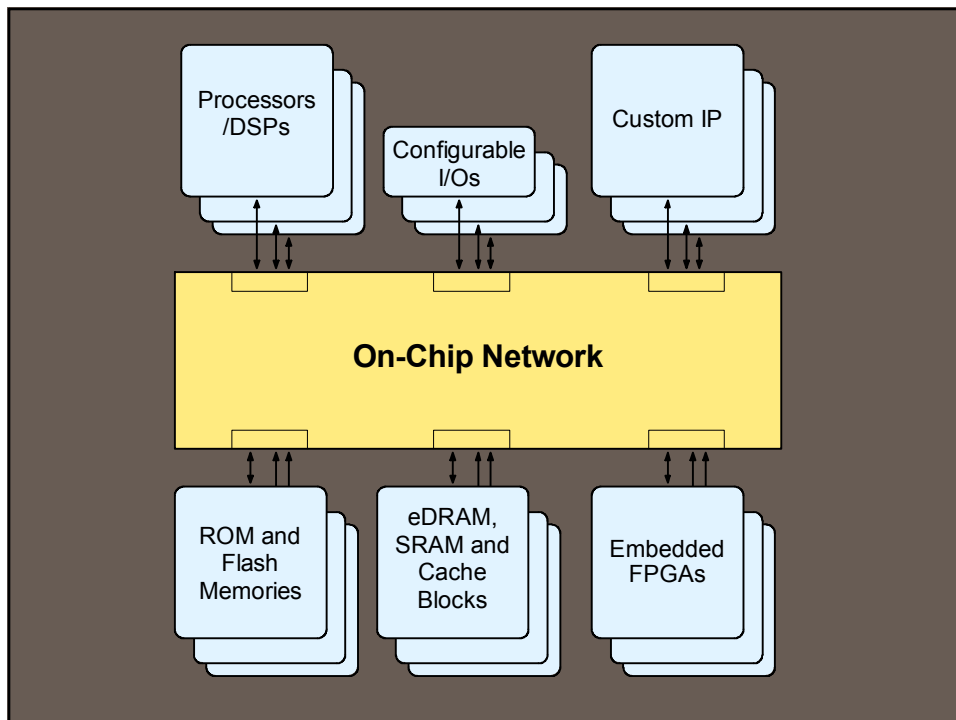 Processors
/DSPs
Configurable
I/Os
Custom IP
On-Chip Network
ROM and
Flash
Memories
eDRAM,
SRAM and
Cache
Blocks
Embedded
FPGAs